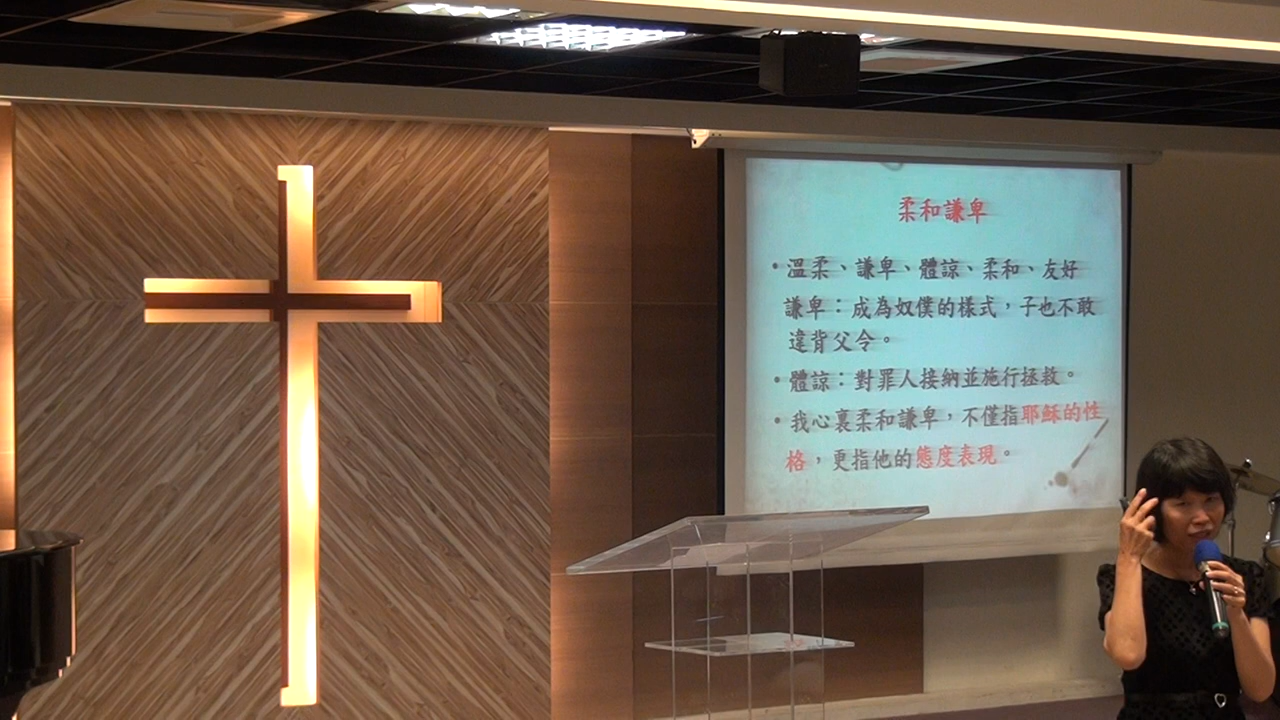 柔和謙卑
•溫柔、謙卑、體諒、柔和、友好
謙卑：成為奴僕的樣式，子也不敢
違背父令。
•體諒：對罪人接納並施行拯救。
•我心裏柔和謙卑，不僅指耶穌的性
格，更指他的態度表現。